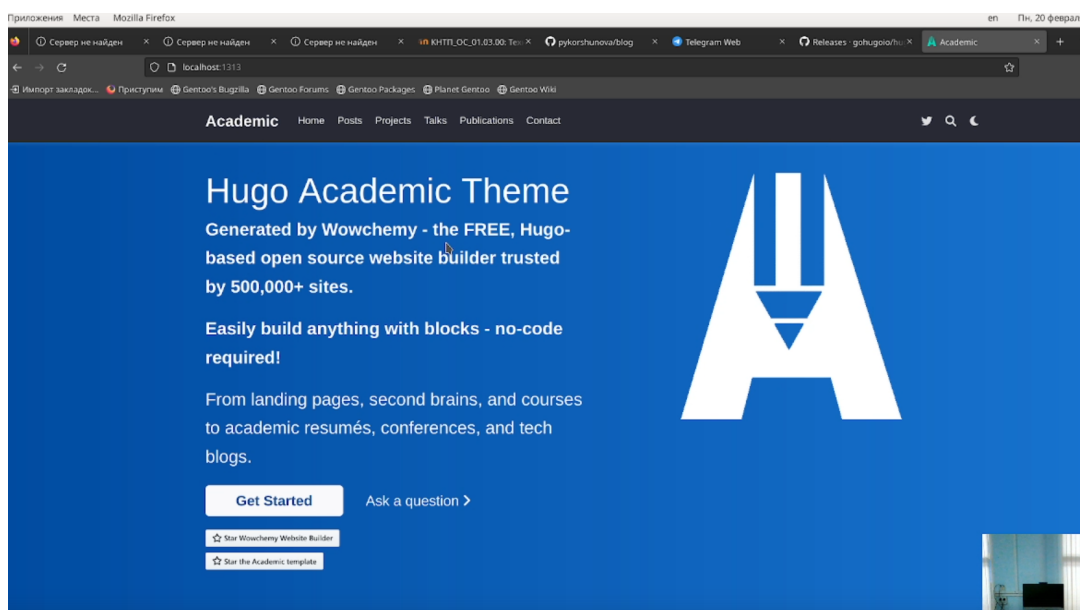 Приложения Места Mozilla Firefox en Пн, 20 феврал
Сервер не найден × Сервер не найден × Сервер не найден × КНТП_ОС_01.03.00: Тех × pykorshunova/blog × Telegram Web × Releases · gohugoio/hu × Academic × +
localhost:1313
Импорт закладок... Приступим Gentoo's Bugzilla Gentoo Forums Gentoo Packages Planet Gentoo Gentoo Wiki
Academic Home Posts Projects Talks Publications Contact
Hugo Academic Theme
Generated by Wowchemy - the FREE, Hugo-
based open source website builder trusted
by 500,000+ sites.
Easily build anything with blocks - no-code
required!
From landing pages, second brains, and courses
to academic resumés, conferences, and tech
blogs.
Get Started Ask a question
Star Wowchemy Website Builder
Star the Academic template